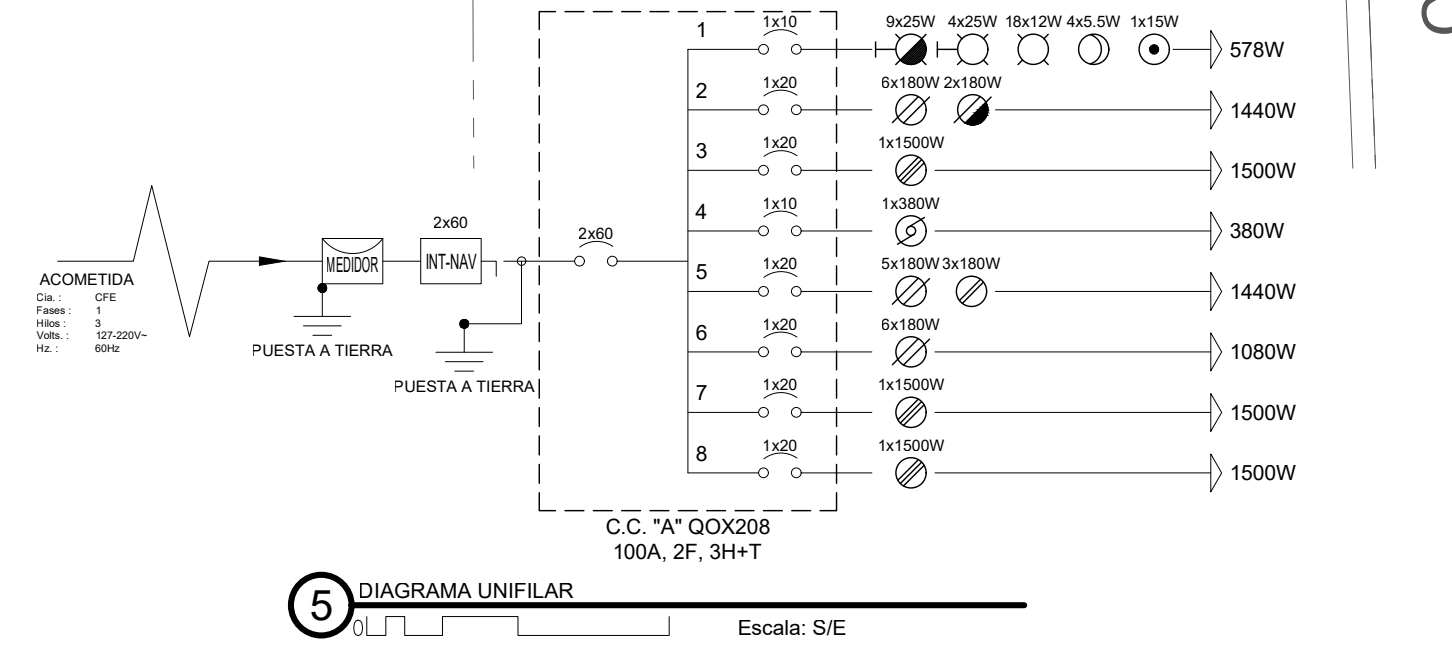 1 1x10 9x25W 4x25W 18x12W 4x5.5W 1x15W 578W
2 1x20 6x180W 2x180W 1440W
3 1x20 1x1500W 1500W
4 1x10 1x380W 380W
5 1x20 5x180W 3x180W 1440W
6 1x20 6x180W 1080W
7 1x20 1x1500W 1500W
8 1x20 1x1500W 1500W
2x60
2x60
MEDIDOR
INT-NAV
ACOMETIDA
Cia. : CFE
Fases : 1
Hilos : 3
Volts. : 127-220V~
Hz. : 60Hz
PUESTA A TIERRA
PUESTA A TIERRA
C.C. "A" QOX208
100A, 2F, 3H+T
5 DIAGRAMA UNIFILAR
0
Escala: S/E